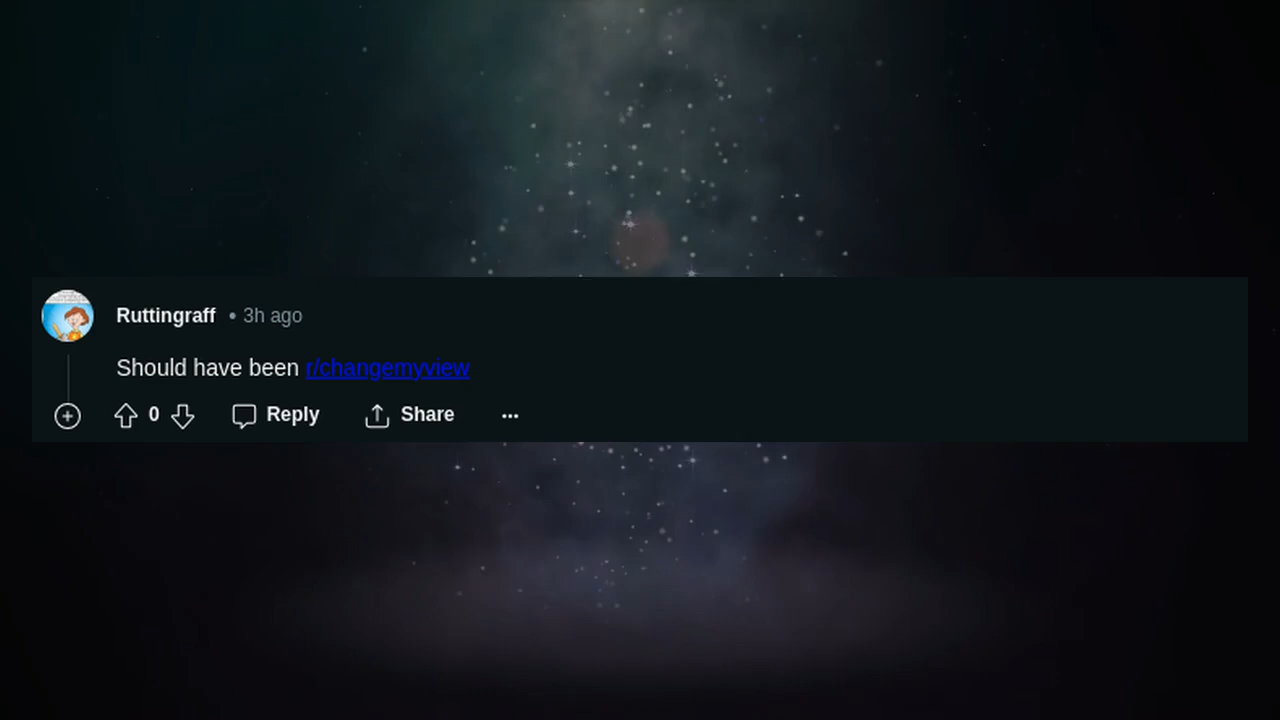 Ruttingraff • 3h ago
Should have been r/changemyview
0 Reply Share ...